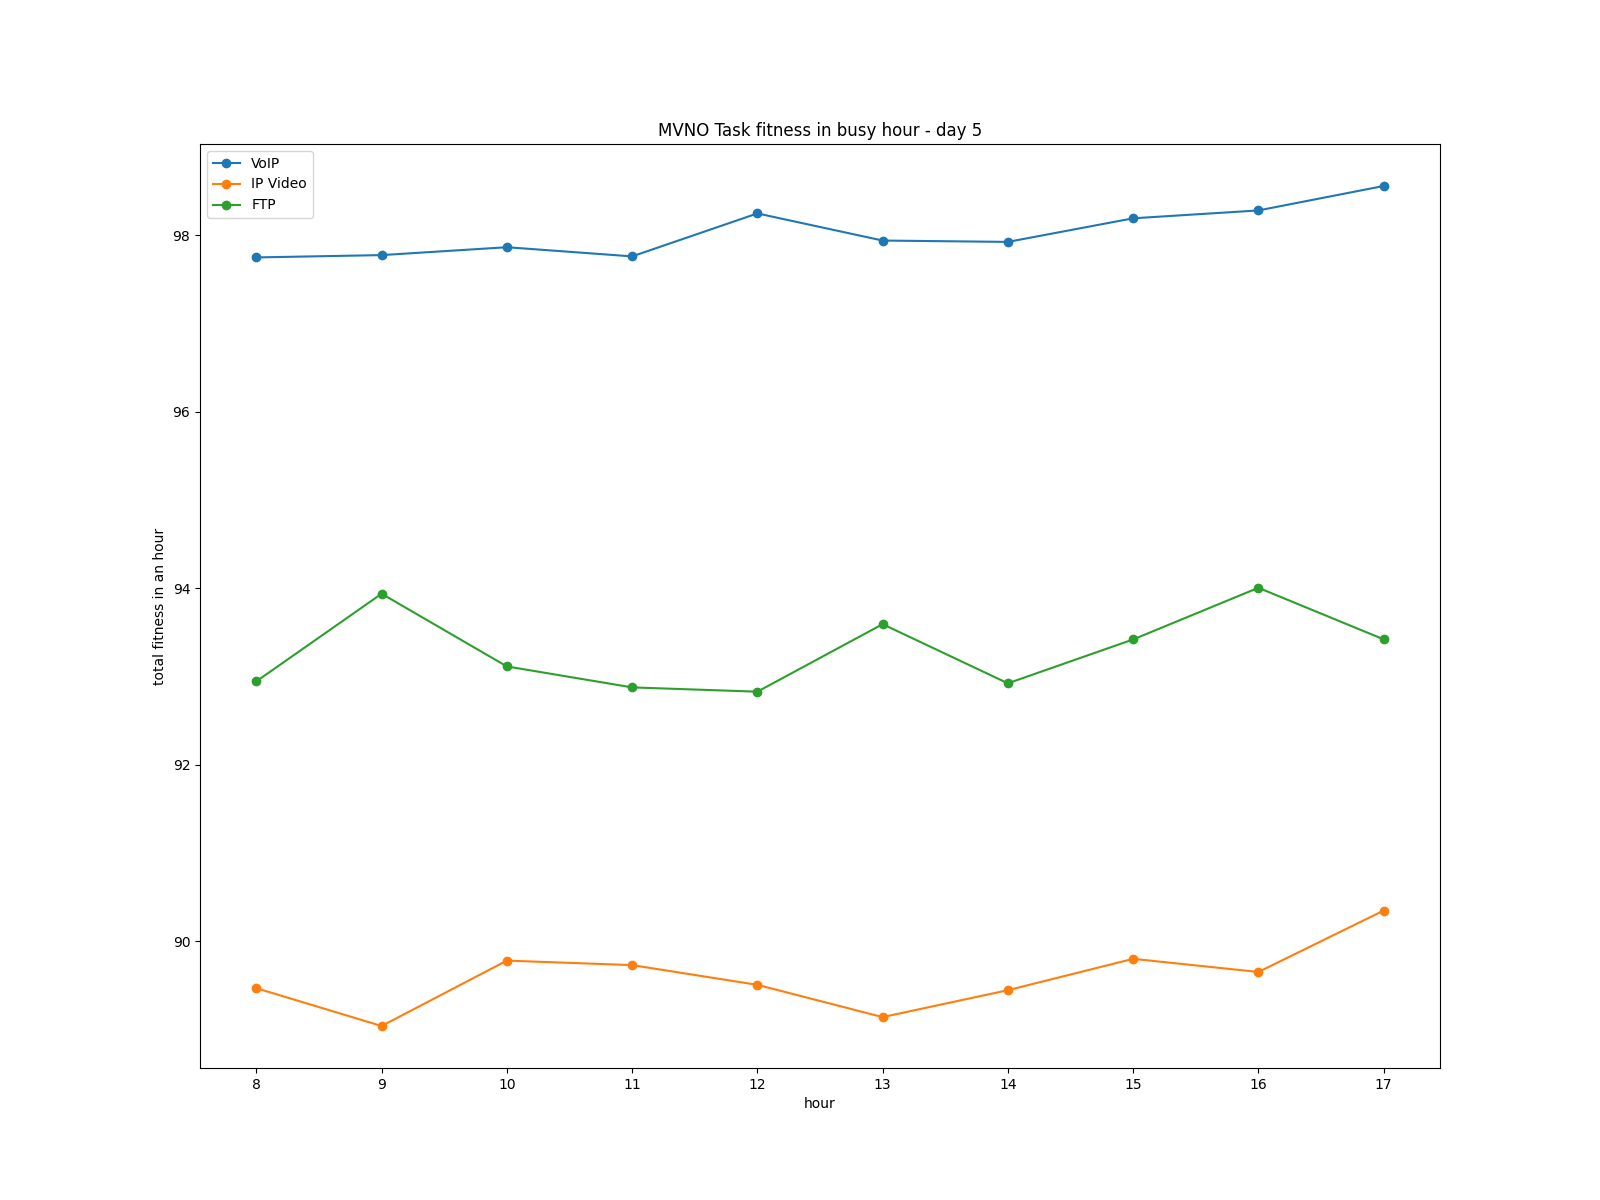 MVNO Task fitness in busy hour - day 5
VoIP
IP Video
FTP
98
96
94
92
90
total fitness in an hour
8 9 10 11 12 13 14 15 16 17
hour